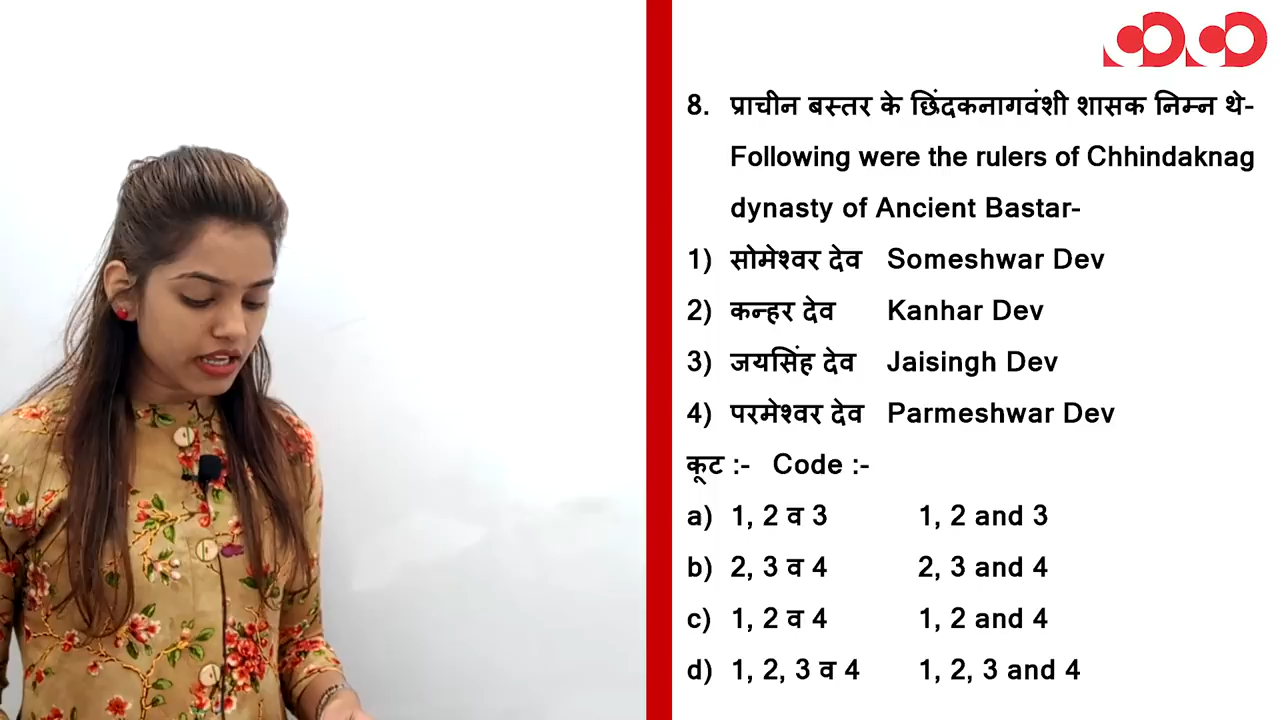 8. प्राचीन बस्तर के छिंदकनागवंशी शासक निम्न थे-
Following were the rulers of Chhindaknag
dynasty of Ancient Bastar-
1) सोमेश्वर देव Someshwar Dev
2) कन्हर देव Kanhar Dev
3) जयसिंह देव Jaisingh Dev
4) परमेश्वर देव Parmeshwar Dev
कूट :- Code :-
a) 1, 2 व 3 1, 2 and 3
b) 2, 3 व 4 2, 3 and 4
c) 1, 2 व 4 1, 2 and 4
d) 1, 2, 3 व 4 1, 2, 3 and 4